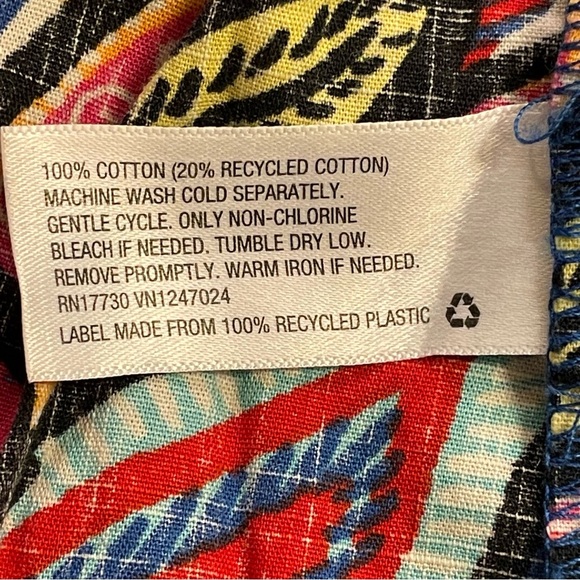 100% COTTON (20% RECYCLED COTTON)
MACHINE WASH COLD SEPARATELY.
GENTLE CYCLE. ONLY NON-CHLORINE
BLEACH IF NEEDED. TUMBLE DRY LOW.
REMOVE PROMPTLY. WARM IRON IF NEEDED.
RN17730 VN1247024
LABEL MADE FROM 100% RECYCLED PLASTIC